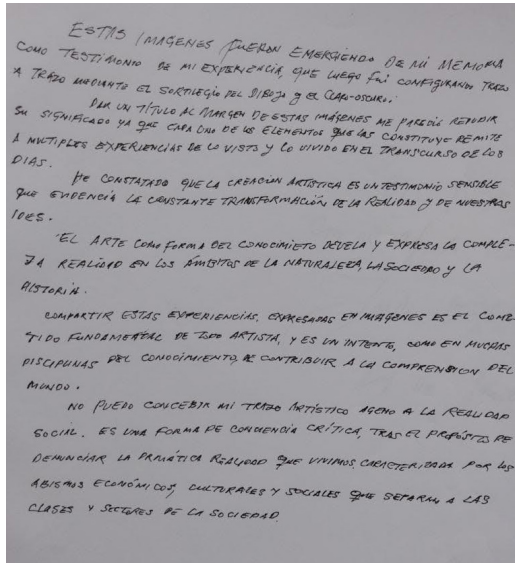 ESTAS IMAGENES FUERON EMERGIENDO DE MI MEMORIA
COMO TESTIMONIO DE MI EXPERIENCIA, QUE LUEGO FUI CONFIGURANDO TRAZO
A TRAZO MEDIANTE EL SORTILEGIO DEL DIBUJO Y EL CLARO-OSCURO.
DAR UN TÍTULO AL MARGEN DE ESTAS IMÁGENES ME PARECIÓ REDUCIR
SU SIGNIFICADO YA QUE CADA UNO DE LOS ELEMENTOS QUE LAS CONSTITUYE REMITE
A MULTIPLES EXPERIENCIAS DE LO VISTO Y LO VIVIDO EN EL TRANSCURSO DE LOS
DIAS.
HE CONSTATADO QUE LA CREACION ARTISTICA ES UN TESTIMONIO SENSIBLE
QUE EVIDENCIA LA CONSTANTE TRANSFORMACIÓN DE LA REALIDAD Y DE NUESTRAS
IDES.
EL ARTE COMO FORMA DEL CONOCIMIETO DEVELA Y EXPRESA LA COMPLE-
JA REALIDAD EN LOS ÁMBITOS DE LA NATURALEZA, LA SOCIEDAD Y LA
HISTORIA.
COMPARTIR ESTAS EXPERIENCIAS, EXPRESADAS EN IMAGENES ES EL COME-
TIDO FUNDAMENTAL DE TODO ARTISTA, Y ES UN INTENTO, COMO EN MUCHAS
DISCIPLINAS DEL CONOCIMIENTO, DE CONTRIBUIR A LA COMPRENSION DEL
MUNDO.
NO PUEDO CONCEBIR MI TRAZO ARTÍSTICO AGENO A LA REALIDAD
SOCIAL. ES UNA FORMA DE CONCIENCIA CRÍTICA, TRAS EL PROPÓSITO DE
DENUNCIAR LA REALIDAD QUE VIVIMOS, CARACTERIZADA POR LOS
ABISMOS ECONÓMICOS, CULTURALES Y SOCIALES QUE SEPARAN A LAS
CLASES Y SECTORES DE LA SOCIEDAD.